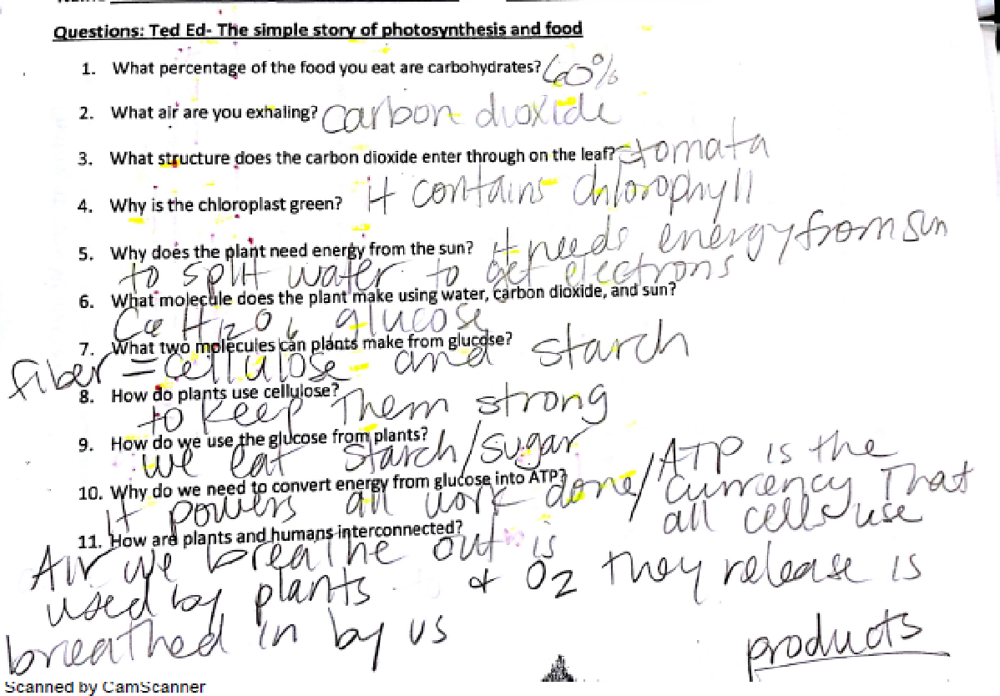 Questions: Ted Ed- The simple story of photosynthesis and food
1. What percentage of the food you eat are carbohydrates? 60%
2. What air are you exhaling? carbon dioxide
3. What structure does the carbon dioxide enter through on the leaf? stomata
4. Why is the chloroplast green? it contains chlorophyll
5. Why does the plant need energy from the sun? it needs energy from sun
to split water to get electrons
6. What molecule does the plant make using water, carbon dioxide, and sun?
C6 H12O6 glucose
7. What two molecules can plants make from glucose?
fiber = cellulose and starch
8. How do plants use cellulose?
to keep them strong
9. How do we use the glucose from plants?
we eat starch/sugar
10. Why do we need to convert energy from glucose into ATP?
it powers all work done/ATP is the
currency that
all cells use
11. How are plants and humans interconnected?
Air we breathe out is
used by plants & O2 they release is
breathed in by us
products
Scanned by CamScanner